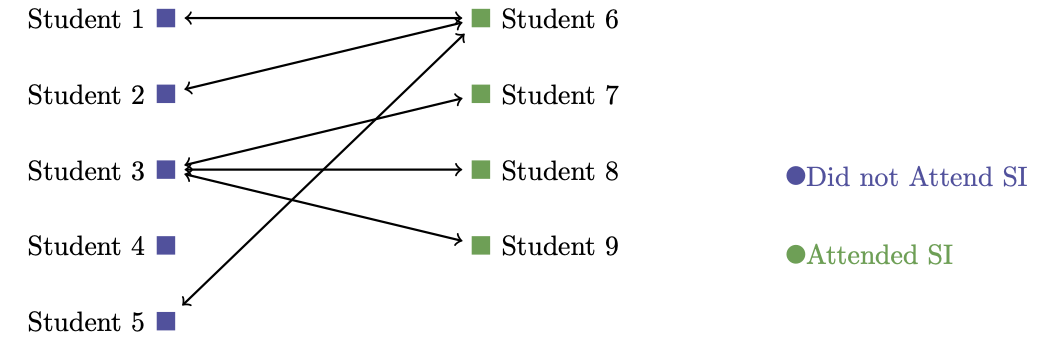 Student 1
Student 2
Student 3
Student 4
Student 5
Student 6
Student 7
Student 8
Student 9
Did not Attend SI
Attended SI